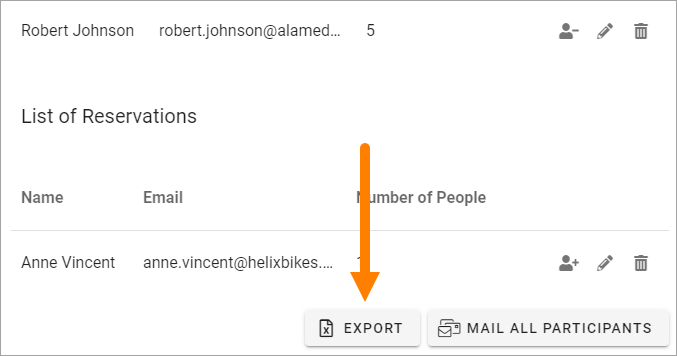 Robert Johnson robert.johnson@alamed... 5
List of Reservations
Name Email Number of People
Anne Vincent anne.vincent@helixbikes....
EXPORT MAIL ALL PARTICIPANTS